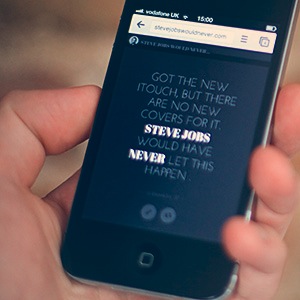 vodafone UK 15:00
stevejobswouldnever.com
STEVE JOBS WOULD NEVER...
GOT THE NEW
ITOUCH, BUT THERE
ARE NO NEW
COVERS FOR IT.
STEVE JOBS
WOULD HAVE
NEVER LET THIS
HAPPEN